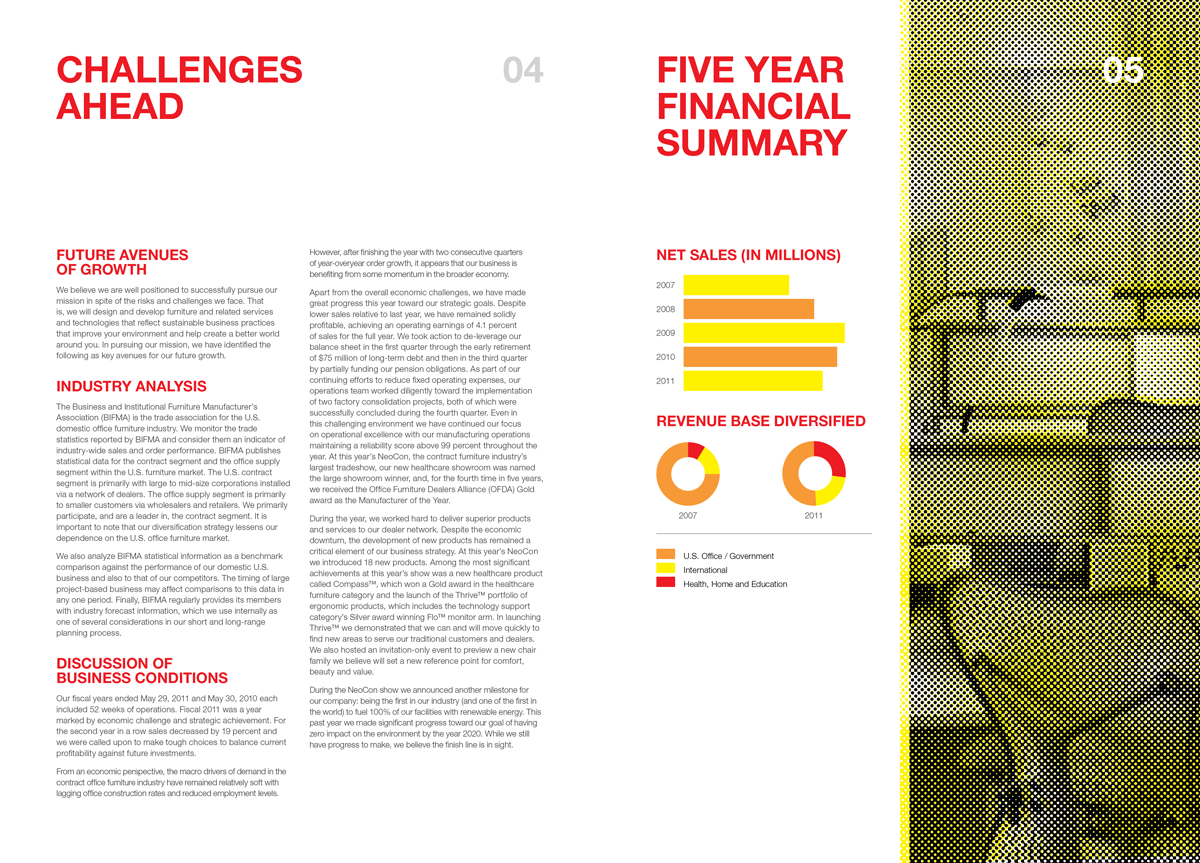 CHALLENGES
AHEAD
04
FUTURE AVENUES
OF GROWTH
We believe we are well positioned to successfully pursue our
mission in spite of the risks and challenges we face. That
is, we will design and develop furniture and related services
and technologies that reflect sustainable business practices
that improve your environment and help create a better world
around you. In pursuing our mission, we have identified the
following as key avenues for our future growth.
INDUSTRY ANALYSIS
The Business and Institutional Furniture Manufacturer's
Association (BIFMA) is the trade association for the U.S.
domestic office furniture industry. We monitor the trade
statistics reported by BIFMA and consider them an indicator of
industry-wide sales and order performance. BIFMA publishes
statistical data for the contract segment and the office supply
segment within the U.S. furniture market. The U.S. contract
segment is primarily with large to mid-size corporations installed
via a network of dealers. The office supply segment is primarily
to smaller customers via wholesalers and retailers. We primarily
participate, and are a leader in, the contract segment. It is
important to note that our diversification strategy lessens our
dependence on the U.S. office furniture market.
We also analyze BIFMA statistical information as a benchmark
comparison against the performance of our domestic U.S.
business and also to that of our competitors. The timing of large
project-based business may affect comparisons to this data in
any one period. Finally, BIFMA regularly provides its members
with industry forecast information, which we use internally as
one of several considerations in our short and long-range
planning process.
DISCUSSION OF
BUSINESS CONDITIONS
Our fiscal years ended May 29, 2011 and May 30, 2010 each
included 52 weeks of operations. Fiscal 2011 was a year
marked by economic challenge and strategic achievement. For
the second year in a row sales decreased by 19 percent and
we were called upon to make tough choices to balance current
profitability against future investments.
From an economic perspective, the macro drivers of demand in the
contract office furniture industry have remained relatively soft with
lagging office construction rates and reduced employment levels.
However, after finishing the year with two consecutive quarters
of year-overyear order growth, it appears that our business is
benefiting from some momentum in the broader economy.
Apart from the overall economic challenges, we have made
great progress this year toward our strategic goals. Despite
lower sales relative to last year, we have remained solidly
profitable, achieving an operating earnings of 4.1 percent
of sales for the full year. We took action to de-leverage our
balance sheet in the first quarter through the early retirement
of $75 million of long-term debt and then in the third quarter
by partially funding our pension obligations. As part of our
continuing efforts to reduce fixed operating expenses, our
operations team worked diligently toward the implementation
of two factory consolidation projects, both of which were
successfully concluded during the fourth quarter. Even in
this challenging environment we have continued our focus
on operational excellence with our manufacturing operations
maintaining a reliability score above 99 percent throughout the
year. At this year's NeoCon, the contract furniture industry's
largest tradeshow, our new healthcare showroom was named
the large showroom winner, and, for the fourth time in five years,
we received the Office Furniture Dealers Alliance (OFDA) Gold
award as the Manufacturer of the Year.
During the year, we worked hard to deliver superior products
and services to our dealer network. Despite the economic
downturn, the development of new products has remained a
critical element of our business strategy. At this year's NeoCon
we introduced 18 new products. Among the most significant
achievements at this year's show was a new healthcare product
called Compass™, which won a Gold award in the healthcare
furniture category and the launch of the Thrive™ portfolio of
ergonomic products, which includes the technology support
category's Silver award winning Flo™ monitor arm. In launching
Thrive™ we demonstrated that we can and will move quickly to
find new areas to serve our traditional customers and dealers.
We also hosted an invitation-only event to preview a new chair
family we believe will set a new reference point for comfort,
beauty and value.
During the NeoCon show we announced another milestone for
our company: being the first in our industry (and one of the first in
the world) to fuel 100% of our facilities with renewable energy. This
past year we made significant progress toward our goal of having
zero impact on the environment by the year 2020. While we still
have progress to make, we believe the finish line is in sight.
FIVE YEAR
FINANCIAL
SUMMARY
05
NET SALES (IN MILLIONS)
2007
2008
2009
2010
2011
REVENUE BASE DIVERSIFIED
2007
2011
U.S. Office / Government
International
Health, Home and Education